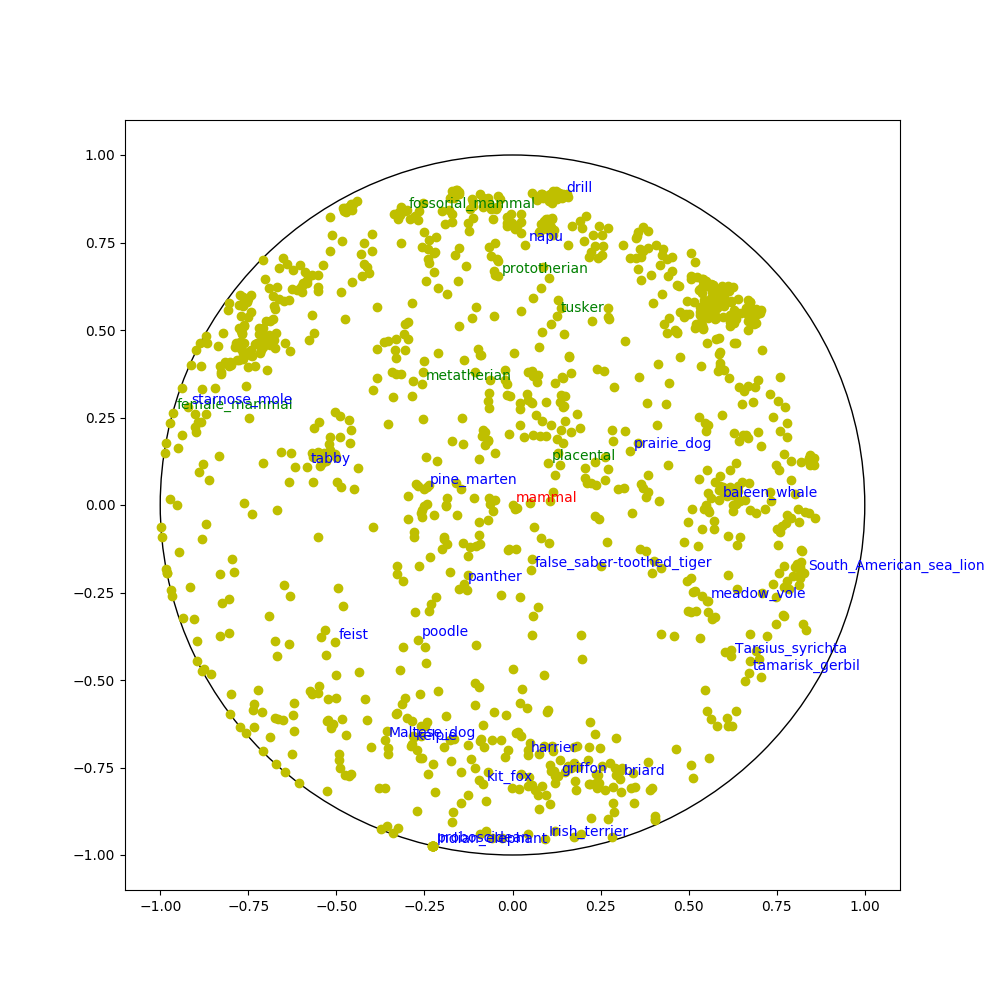 1.00
drill
fossorial_mammal
0.75
napu
prototherian
tusker
0.50
metatherian
starnose_mole
female_mammal
0.25
prairie_dog
placental
tabby
pine_marten
baleen_whale
mammal
0.00
false_saber-toothed_tiger
South_American_sea_lion
panther
−0.25
meadow_vole
feist
poodle
Tarsius_syrichta
tamarisk_gerbil
−0.50
Maltese_dog
kelpie
harrier
griffon
briard
−0.75
kit_fox
Irish_terrier
proboscidean
Indian_elephant
−1.00
−1.00 −0.75 −0.50 −0.25 0.00 0.25 0.50 0.75 1.00